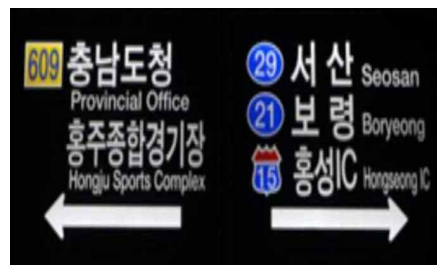 609 충남도청
Provincial Office
홍주종합경기장
Hongju Sports Complex
29 서산 Seosan
21 보령 Boryeong
15 홍성IC Hongseong IC